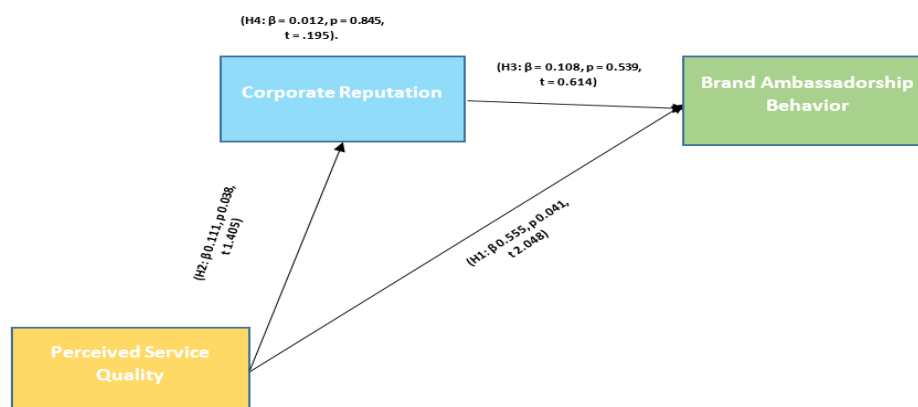 (H4: β = 0.012, p = 0.845,
t = .195).
(H3: β = 0.108, p = 0.539,
t = 0.614)
Corporate Reputation
Brand Ambassadorship
Behavior
(H2: β 0.111, p 0.038,
t 1.405)
(H1: β 0.555, p 0.041,
t 2.048)
Perceived Service
Quality